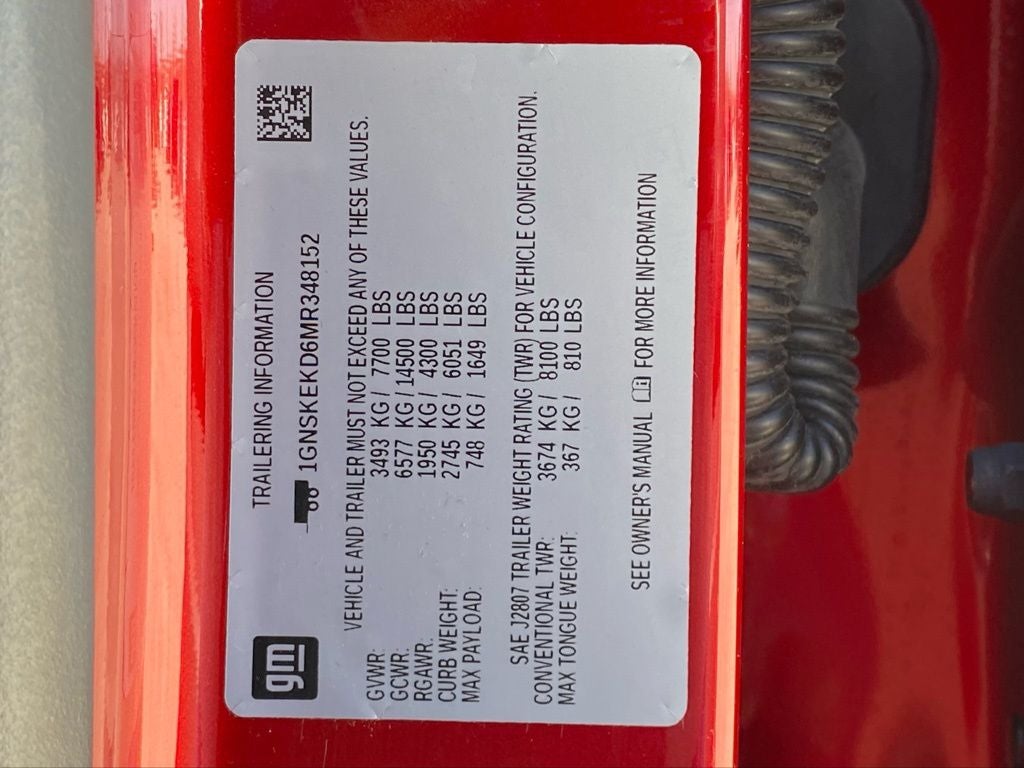 gm
TRAILERING INFORMATION
1GNSKEKD6MR348152
VEHICLE AND TRAILER MUST NOT EXCEED ANY OF THESE VALUES.
GVWR: 3493 KG / 7700 LBS
GCWR: 6577 KG / 14500 LBS
RGAWR: 1950 KG / 4300 LBS
CURB WEIGHT: 2745 KG / 6051 LBS
MAX PAYLOAD: 748 KG / 1649 LBS
SAE J2807 TRAILER WEIGHT RATING (TWR) FOR VEHICLE CONFIGURATION.
CONVENTIONAL TWR: 3674 KG / 8100 LBS
MAX TONGUE WEIGHT: 367 KG / 810 LBS
SEE OWNER'S MANUAL FOR MORE INFORMATION